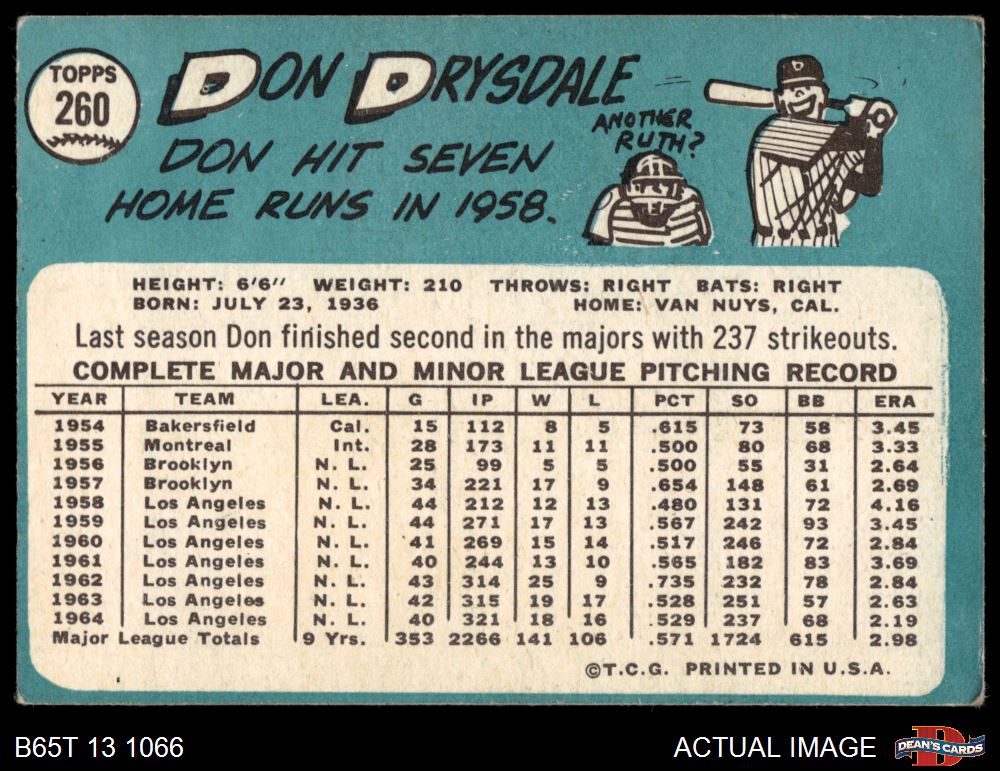 TOPPS
260
DON DRYSDALE
DON HIT SEVEN
HOME RUNS IN 1958.
ANOTHER
RUTH?
HEIGHT: 6'6" WEIGHT: 210 THROWS: RIGHT BATS: RIGHT
BORN: JULY 23, 1936 HOME: VAN NUYS, CAL.
Last season Don finished second in the majors with 237 strikeouts.
COMPLETE MAJOR AND MINOR LEAGUE PITCHING RECORD
YEAR TEAM LEA. G IP W L PCT SO BB ERA
1954 Bakersfield Cal. 15 112 8 5 .615 73 58 3.45
1955 Montreal Int. 28 173 11 11 .500 80 68 3.33
1956 Brooklyn N. L. 25 99 5 5 .500 55 31 2.64
1957 Brooklyn N. L. 34 221 17 9 .654 148 61 2.69
1958 Los Angeles N. L. 44 212 12 13 .480 131 72 4.16
1959 Los Angeles N. L. 44 271 17 13 .567 242 93 3.45
1960 Los Angeles N. L. 41 269 15 14 .517 246 72 2.84
1961 Los Angeles N. L. 40 244 13 10 .565 182 83 3.69
1962 Los Angeles N. L. 43 314 25 9 .735 232 78 2.84
1963 Los Angeles N. L. 42 315 19 17 .528 251 57 2.63
1964 Los Angeles N. L. 40 321 18 16 .529 237 68 2.19
Major League Totals 9 Yrs. 353 2266 141 106 .571 1724 615 2.98
©T.C.G. PRINTED IN U.S.A.
B65T 13 1066
ACTUAL IMAGE
D
DEAN'S CARDS